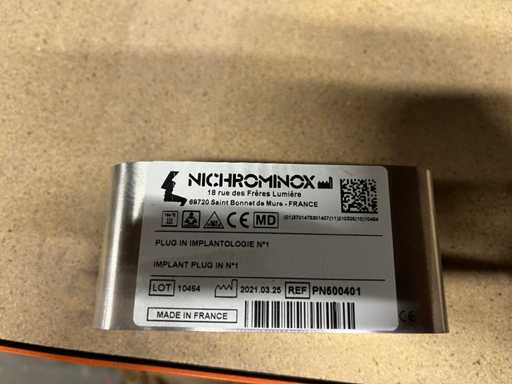 NICHROMINOX
18 rue des Frères Lumière
69720 Saint Bonnet de Mure - FRANCE
CE MD
PLUG IN IMPLANTOLOGIE N°1
IMPLANT PLUG IN N°1
LOT 10464 2021.03.25 REF PN500401
MADE IN FRANCE